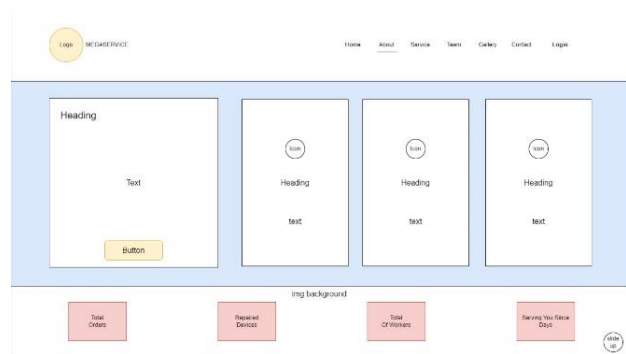 Logo MEGASERVICE
Home About Service Team Gallery Contact Login
Heading
Text
Button
Icon
Heading
text
Icon
Heading
text
Icon
Heading
text
img background
Total
Orders
Repaired
Devices
Total
Of Workers
Serving You Since
Days
slide
up